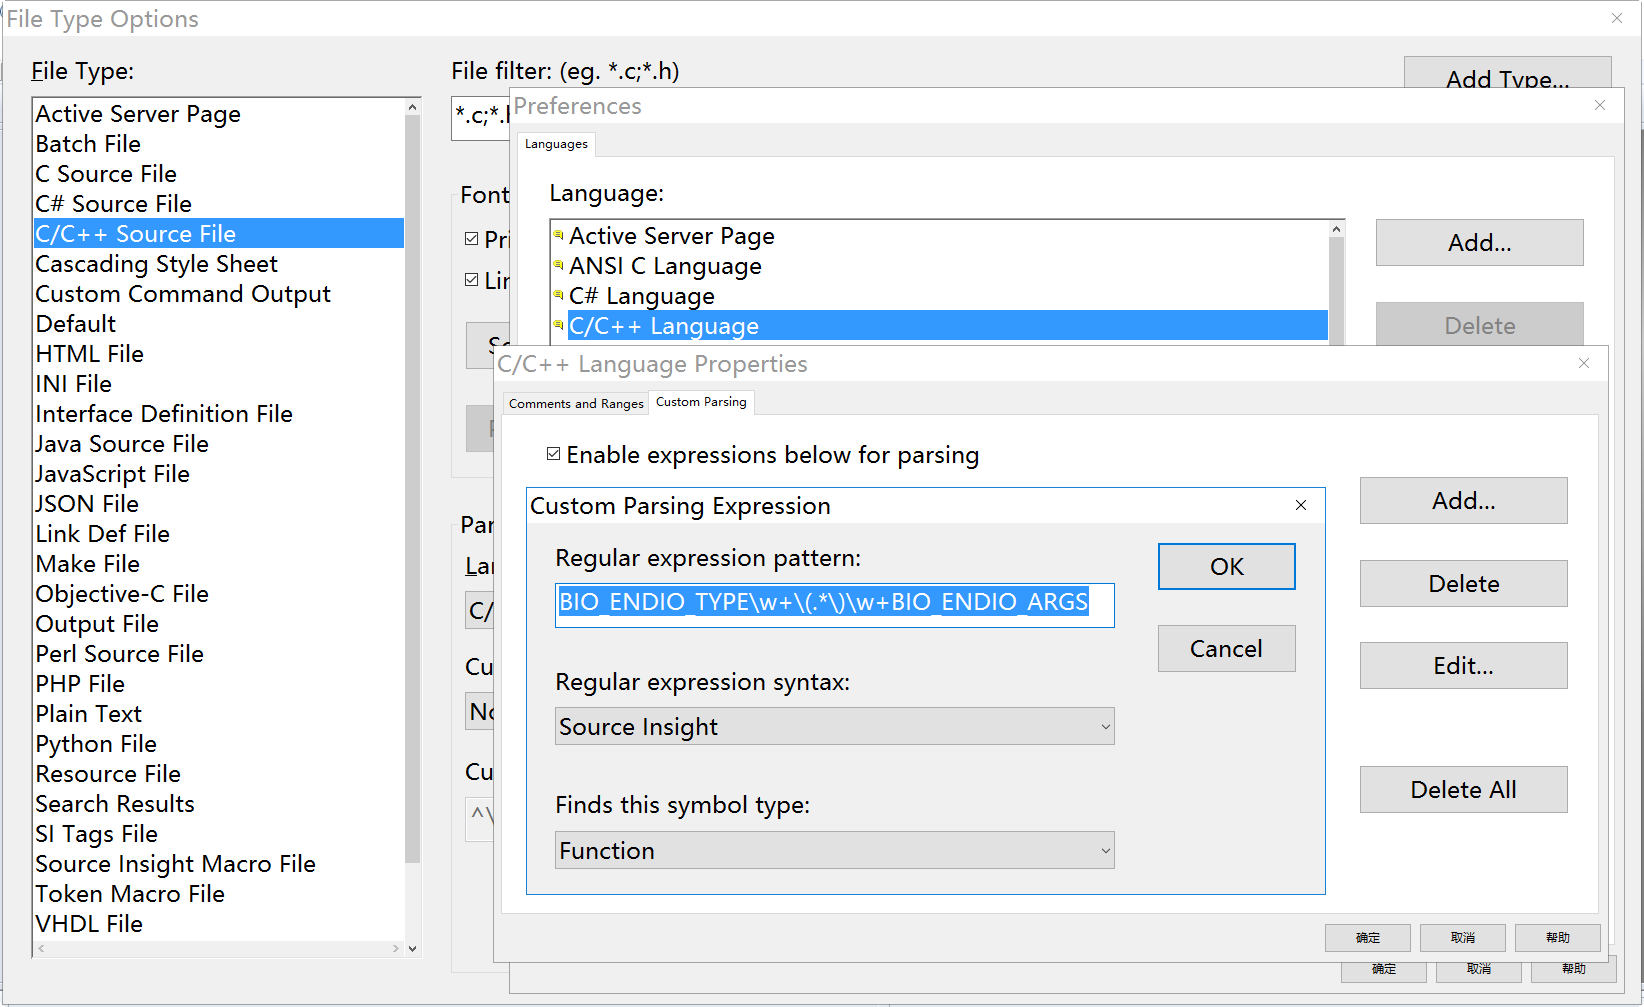 File Type Options
File Type:
Active Server Page
Batch File
C Source File
C# Source File
C/C++ Source File
Cascading Style Sheet
Custom Command Output
Default
HTML File
INI File
Interface Definition File
Java Source File
JavaScript File
JSON File
Link Def File
Make File
Objective-C File
Output File
Perl Source File
PHP File
Plain Text
Python File
Resource File
Search Results
SI Tags File
Source Insight Macro File
Token Macro File
VHDL File
File filter: (eg. *.c;*.h)
*.c;*.h
Add Type...
Font
Pri
Lin
Par
Lar
C/
Cu
No
Cu
^\
Preferences
Languages
Language:
Active Server Page
ANSI C Language
C# Language
C/C++ Language
Add...
Delete
C/C++ Language Properties
Comments and Ranges
Custom Parsing
Enable expressions below for parsing
Custom Parsing Expression
Regular expression pattern:
BIO_ENDIO_TYPE\w+\(.*\)\w+BIO_ENDIO_ARGS
Regular expression syntax:
Source Insight
Finds this symbol type:
Function
OK
Cancel
Add...
Delete
Edit...
Delete All
确定 取消 帮助
确定 取消 帮助